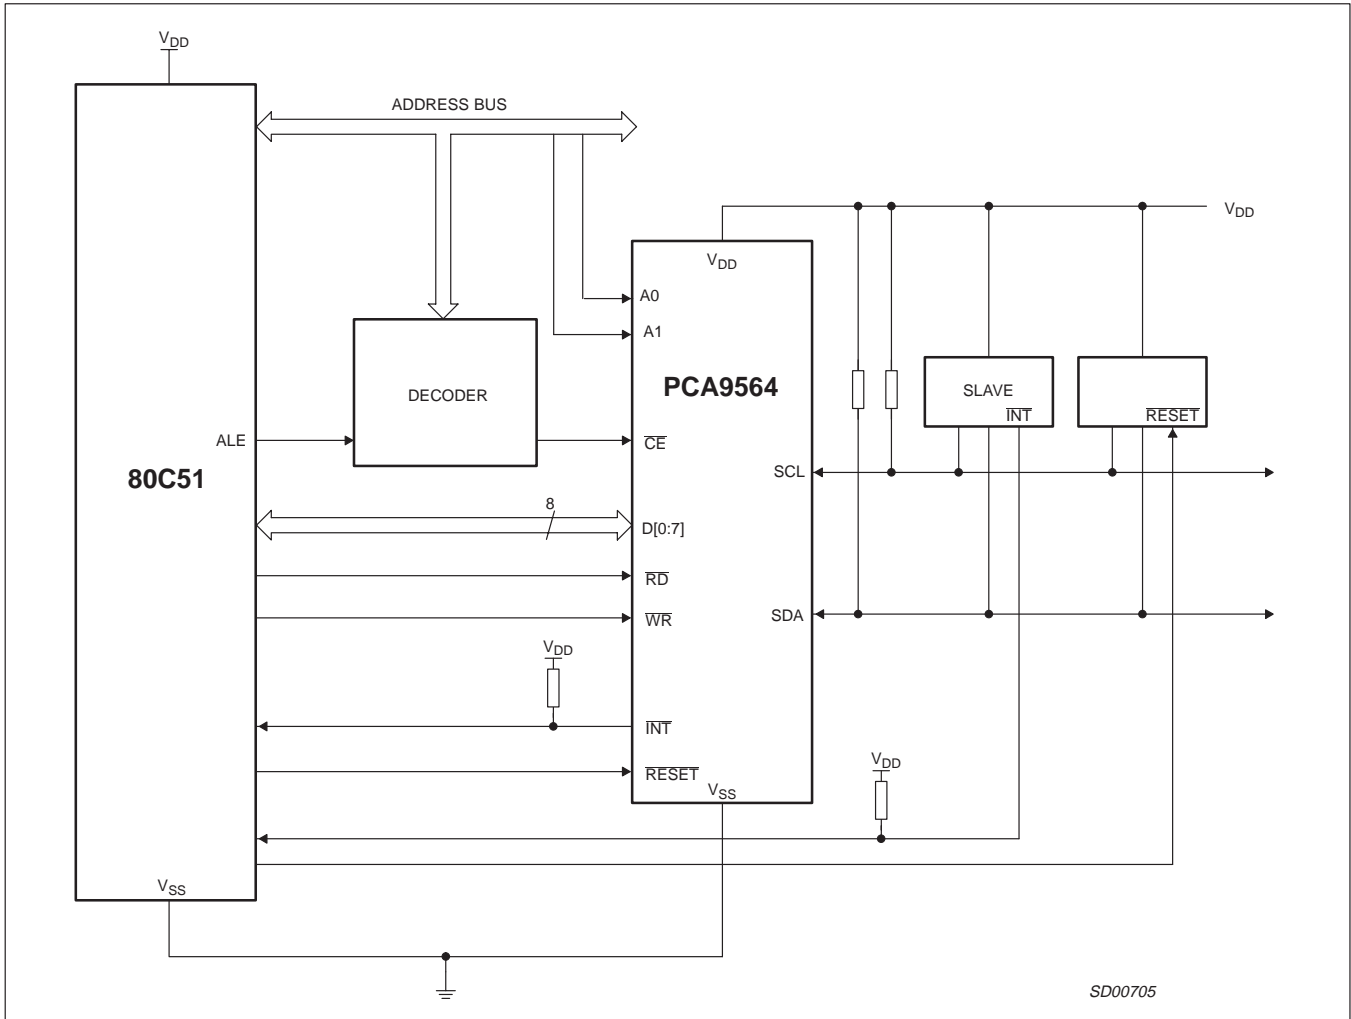 VDD
ADDRESS BUS
VDD
VDD
A0
A1
PCA9564
DECODER
SLAVE
INT
RESET
ALE
CE
80C51
SCL
8
D[0:7]
RD
WR
SDA
VDD
INT
RESET
VDD
VSS
VSS
SD00705